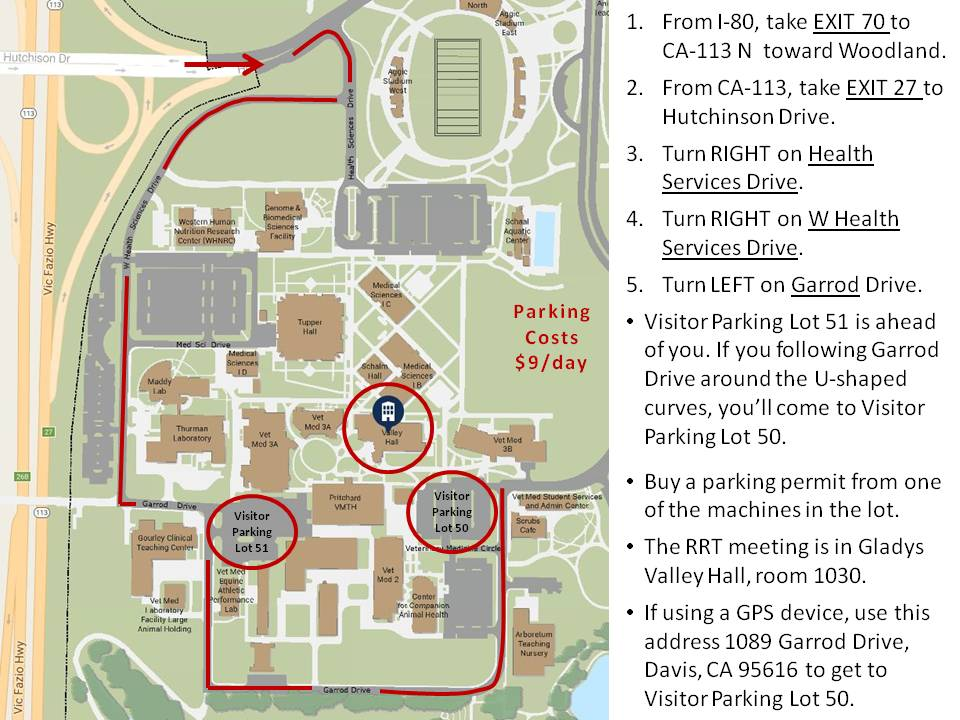 1. From I-80, take EXIT 70 to
CA-113 N toward Woodland.
2. From CA-113, take EXIT 27 to
Hutchinson Drive.
3. Turn RIGHT on Health
Services Drive.
4. Turn RIGHT on W Health
Services Drive.
5. Turn LEFT on Garrod Drive.
• Visitor Parking Lot 51 is ahead
of you. If you following Garrod
Drive around the U-shaped
curves, you'll come to Visitor
Parking Lot 50.
• Buy a parking permit from one
of the machines in the lot.
• The RRT meeting is in Gladys
Valley Hall, room 1030.
• If using a GPS device, use this
address 1089 Garrod Drive,
Davis, CA 95616 to get to
Visitor Parking Lot 50.
113
North
Aggie
Stadium
East
Hutchison Dr
113
Aggie
Stadium
West
113
Health Sciences Drive
W Health Sciences Drive
Vic Fazio Hwy
Western Human
Nutrition Research
Center (WHNRC)
Genome &
Biomedical
Sciences
Facility
Schaal
Aquatic
Center
Medical
Sciences
I C
Parking
Costs
$9/day
Tupper
Hall
Med Sci Drive
Medical
Sciences
I D
Schalm
Hall
Medical
Sciences
I B
Maddy
Lab
Thurman
Laboratory
Vet
Med
3A
Vet
Med 3A
Valley
Hall
Vet Med
3B
27
268
113
Garrod Drive
Visitor
Parking
Lot 51
Pritchard
VMTH
Visitor
Parking
Lot 50
Vet Med Student Services
and Admin Center
Scrubs
Cafe
Gourley Clinical
Teaching Center
Veterinary Medicine Circle
Vet Med
Equine
Athletic
Performance
Lab
Vet
Med 2
Vet Med
Laboratory
Facility Large
Animal Holding
Center
for Companion
Animal Health
Arboretum
Teaching
Nursery
Vic Fazio Hwy
Garrod Drive